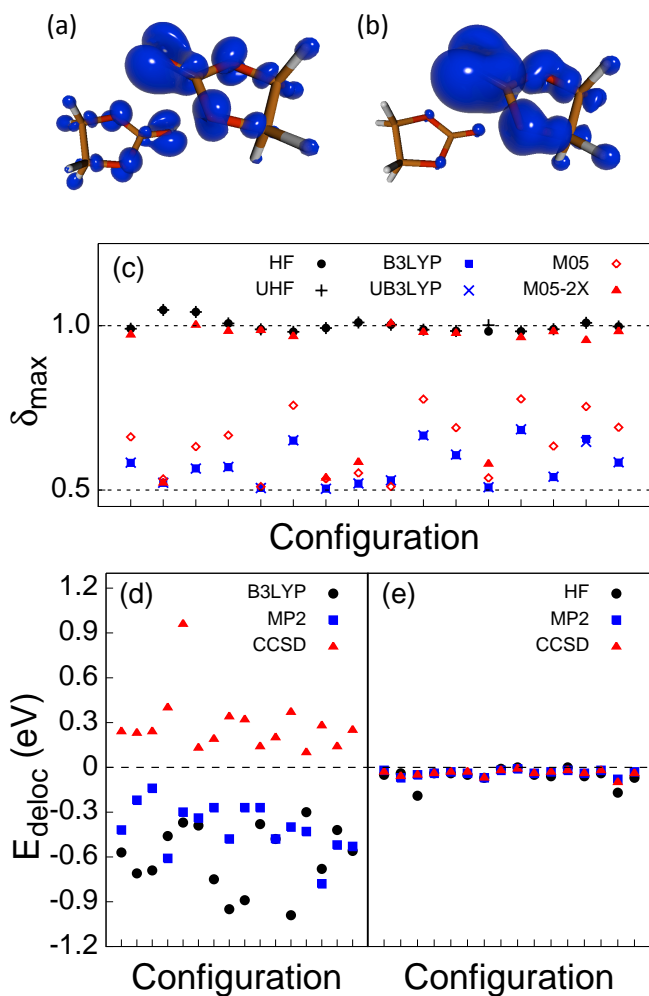 (a)
(b)
(c)
HF
B3LYP
M05
UHF
UB3LYP
M05-2X
1.0
δmax
0.5
Configuration
1.2
(d)
B3LYP
(e)
HF
MP2
MP2
0.9
CCSD
CCSD
0.6
0.3
Edeloc (eV)
0
-0.3
-0.6
-0.9
-1.2
Configuration
Configuration